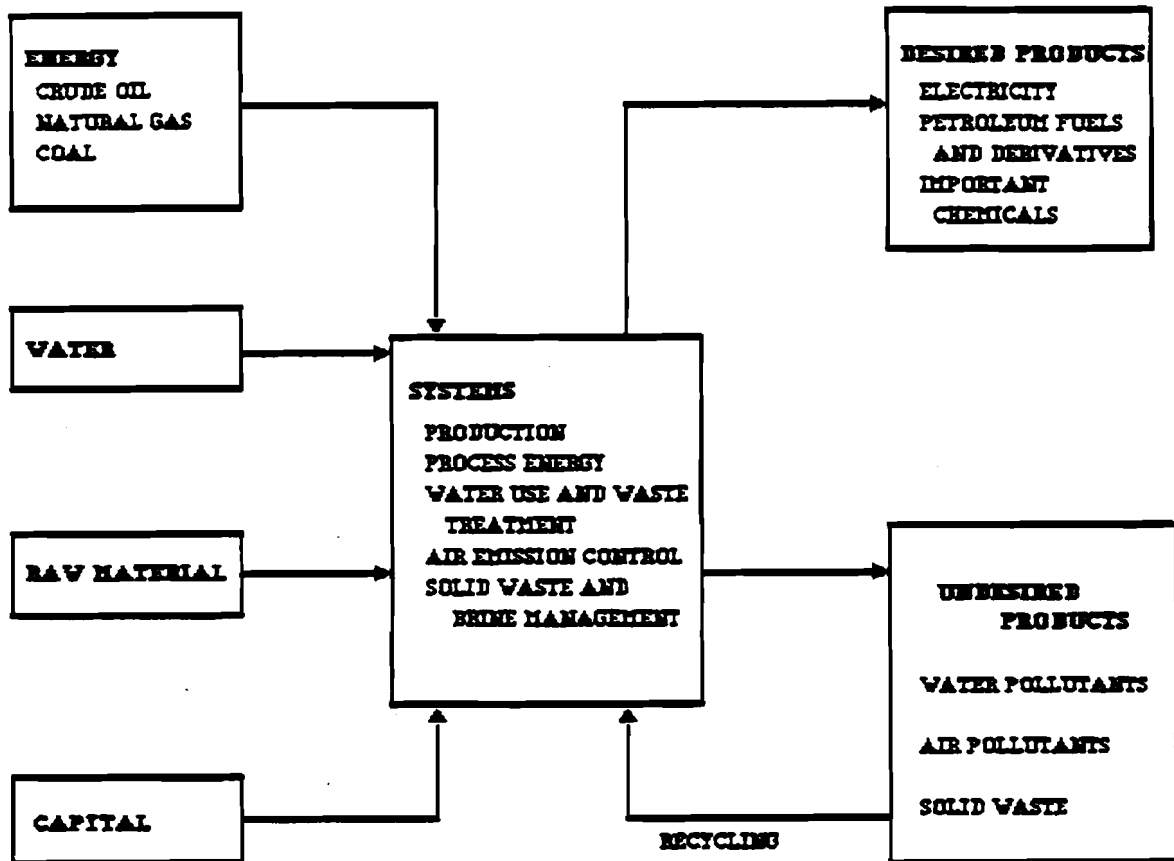 ENERGY
CRUDE OIL
NATURAL GAS
COAL
WATER
RAW MATERIAL
CAPITAL
SYSTEMS
PRODUCTION
PROCESS ENERGY
WATER USE AND WASTE
TREATMENT
AIR EMISSION CONTROL
SOLID WASTE AND
BRINE MANAGEMENT
DESIRED PRODUCTS
ELECTRICITY
PETROLEUM FUELS
AND DERIVATIVES
IMPORTANT
CHEMICALS
UNDESIRED
PRODUCTS
WATER POLLUTANTS
AIR POLLUTANTS
SOLID WASTE
RECYCLING